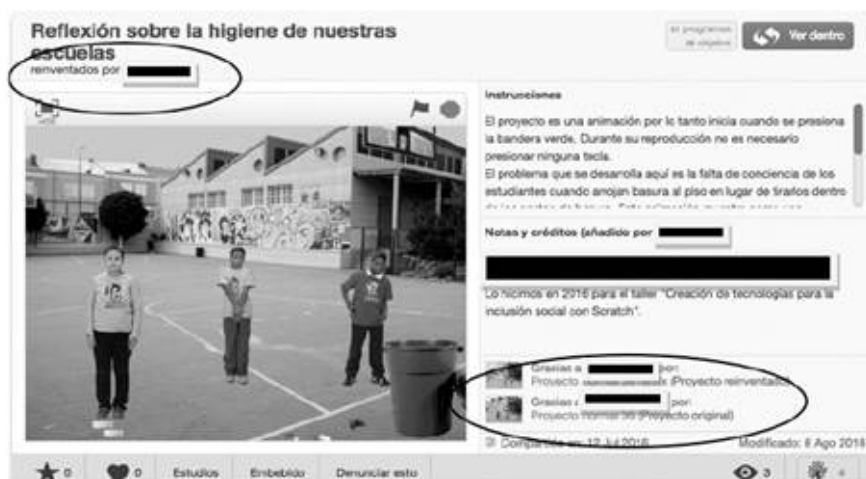 Reflexión sobre la higiene de nuestras
escuelas
reinventados por
Ver dentro
Instrucciones
El proyecto es una animación por lo tanto inicia cuando se presiona
la bandera verde. Durante su reproducción no es necesario
presionar ninguna tecla.
El problema que se desarrolla aquí es la falta de conciencia de los
estudiantes cuando arrojan basura al piso en lugar de tirarlos dentro
Notas y créditos (añadido por
Lo hicimos en 2016 para el taller "Creación de tecnologías para la
inclusión social con Scratch".
Gracias a por:
Proyecto (Proyecto reinventado)
Gracias a por:
Proyecto normas 36 (Proyecto original)
Compartido en: 12 Jul 2016 Modificado: 6 Ago 2016
0 0 Estudios Embebido Denunciar esto 3